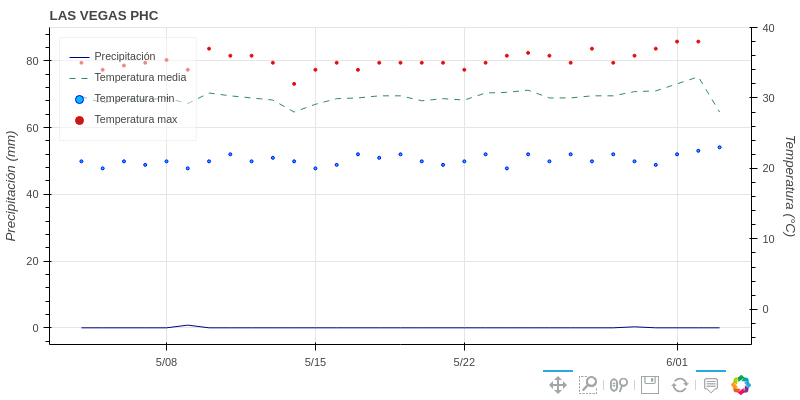 LAS VEGAS PHC
Precipitación
Temperatura media
Temperatura min
Temperatura max
Precipitación (mm)
80
60
40
20
0
40
30
20
10
0
Temperatura (°C)
5/08
5/15
5/22
6/01